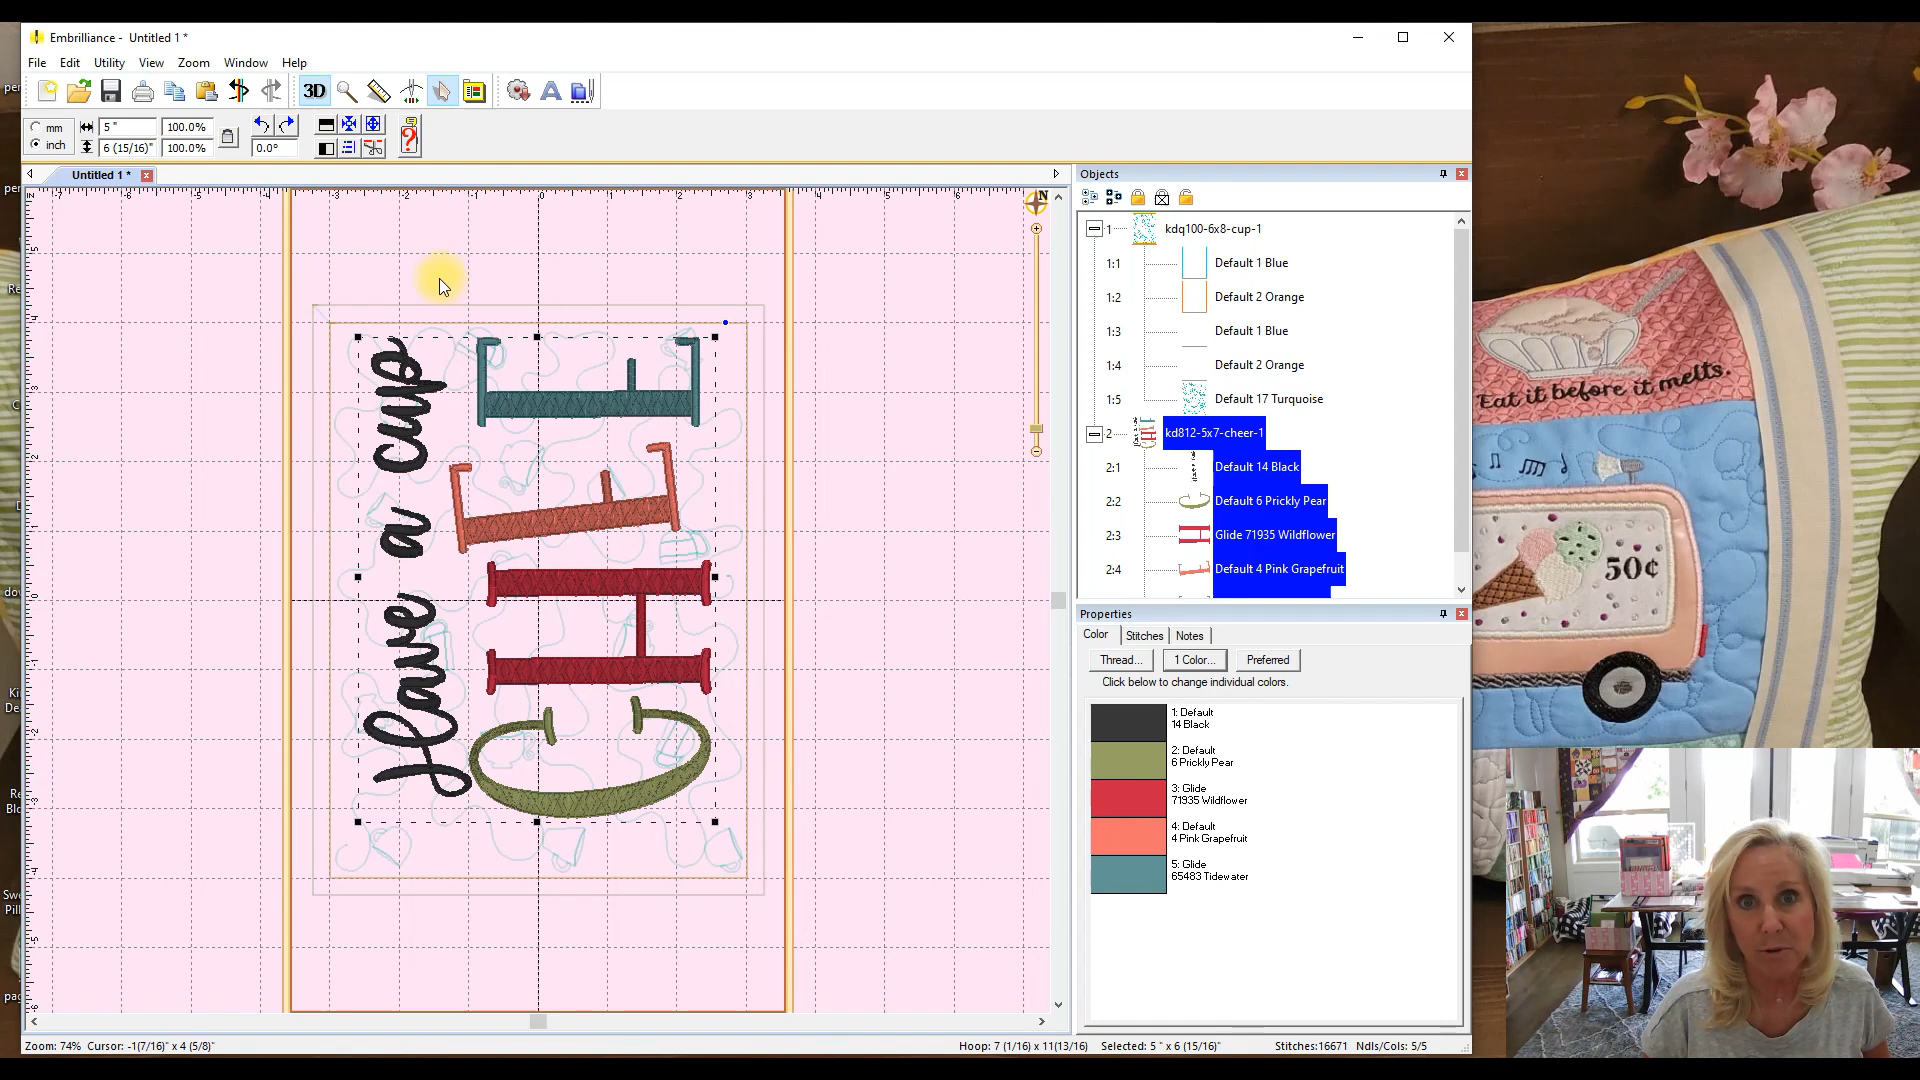 Embrilliance - Untitled 1 *
File Edit Utility View Zoom Window Help
3D
mm 5 " 100.0%
inch 6 (15/16)" 100.0% 0.0°
Untitled 1 *
Objects
1 kdq100-6x8-cup-1
1:1 Default 1 Blue
1:2 Default 2 Orange
1:3 Default 1 Blue
1:4 Default 2 Orange
1:5 Default 17 Turquoise
2 kd812-5x7-cheer-1
2:1 Default 14 Black
2:2 Default 6 Prickly Pear
2:3 Glide 71935 Wildflower
2:4 Default 4 Pink Grapefruit
Properties
Color Stitches Notes
Thread... 1 Color... Preferred
Click below to change individual colors.
1: Default
14 Black
2: Default
6 Prickly Pear
3: Glide
71935 Wildflower
4: Default
4 Pink Grapefruit
5: Glide
65483 Tidewater
Have a cup
CHEE
Eat it before it melts.
50¢
Zoom: 74% Cursor: -1(7/16)" x 4 (5/8)" Hoop: 7 (1/16) x 11(13/16) Selected: 5 " x 6 (15/16)" Stitches:16671 Ndls/Cols: 5/5